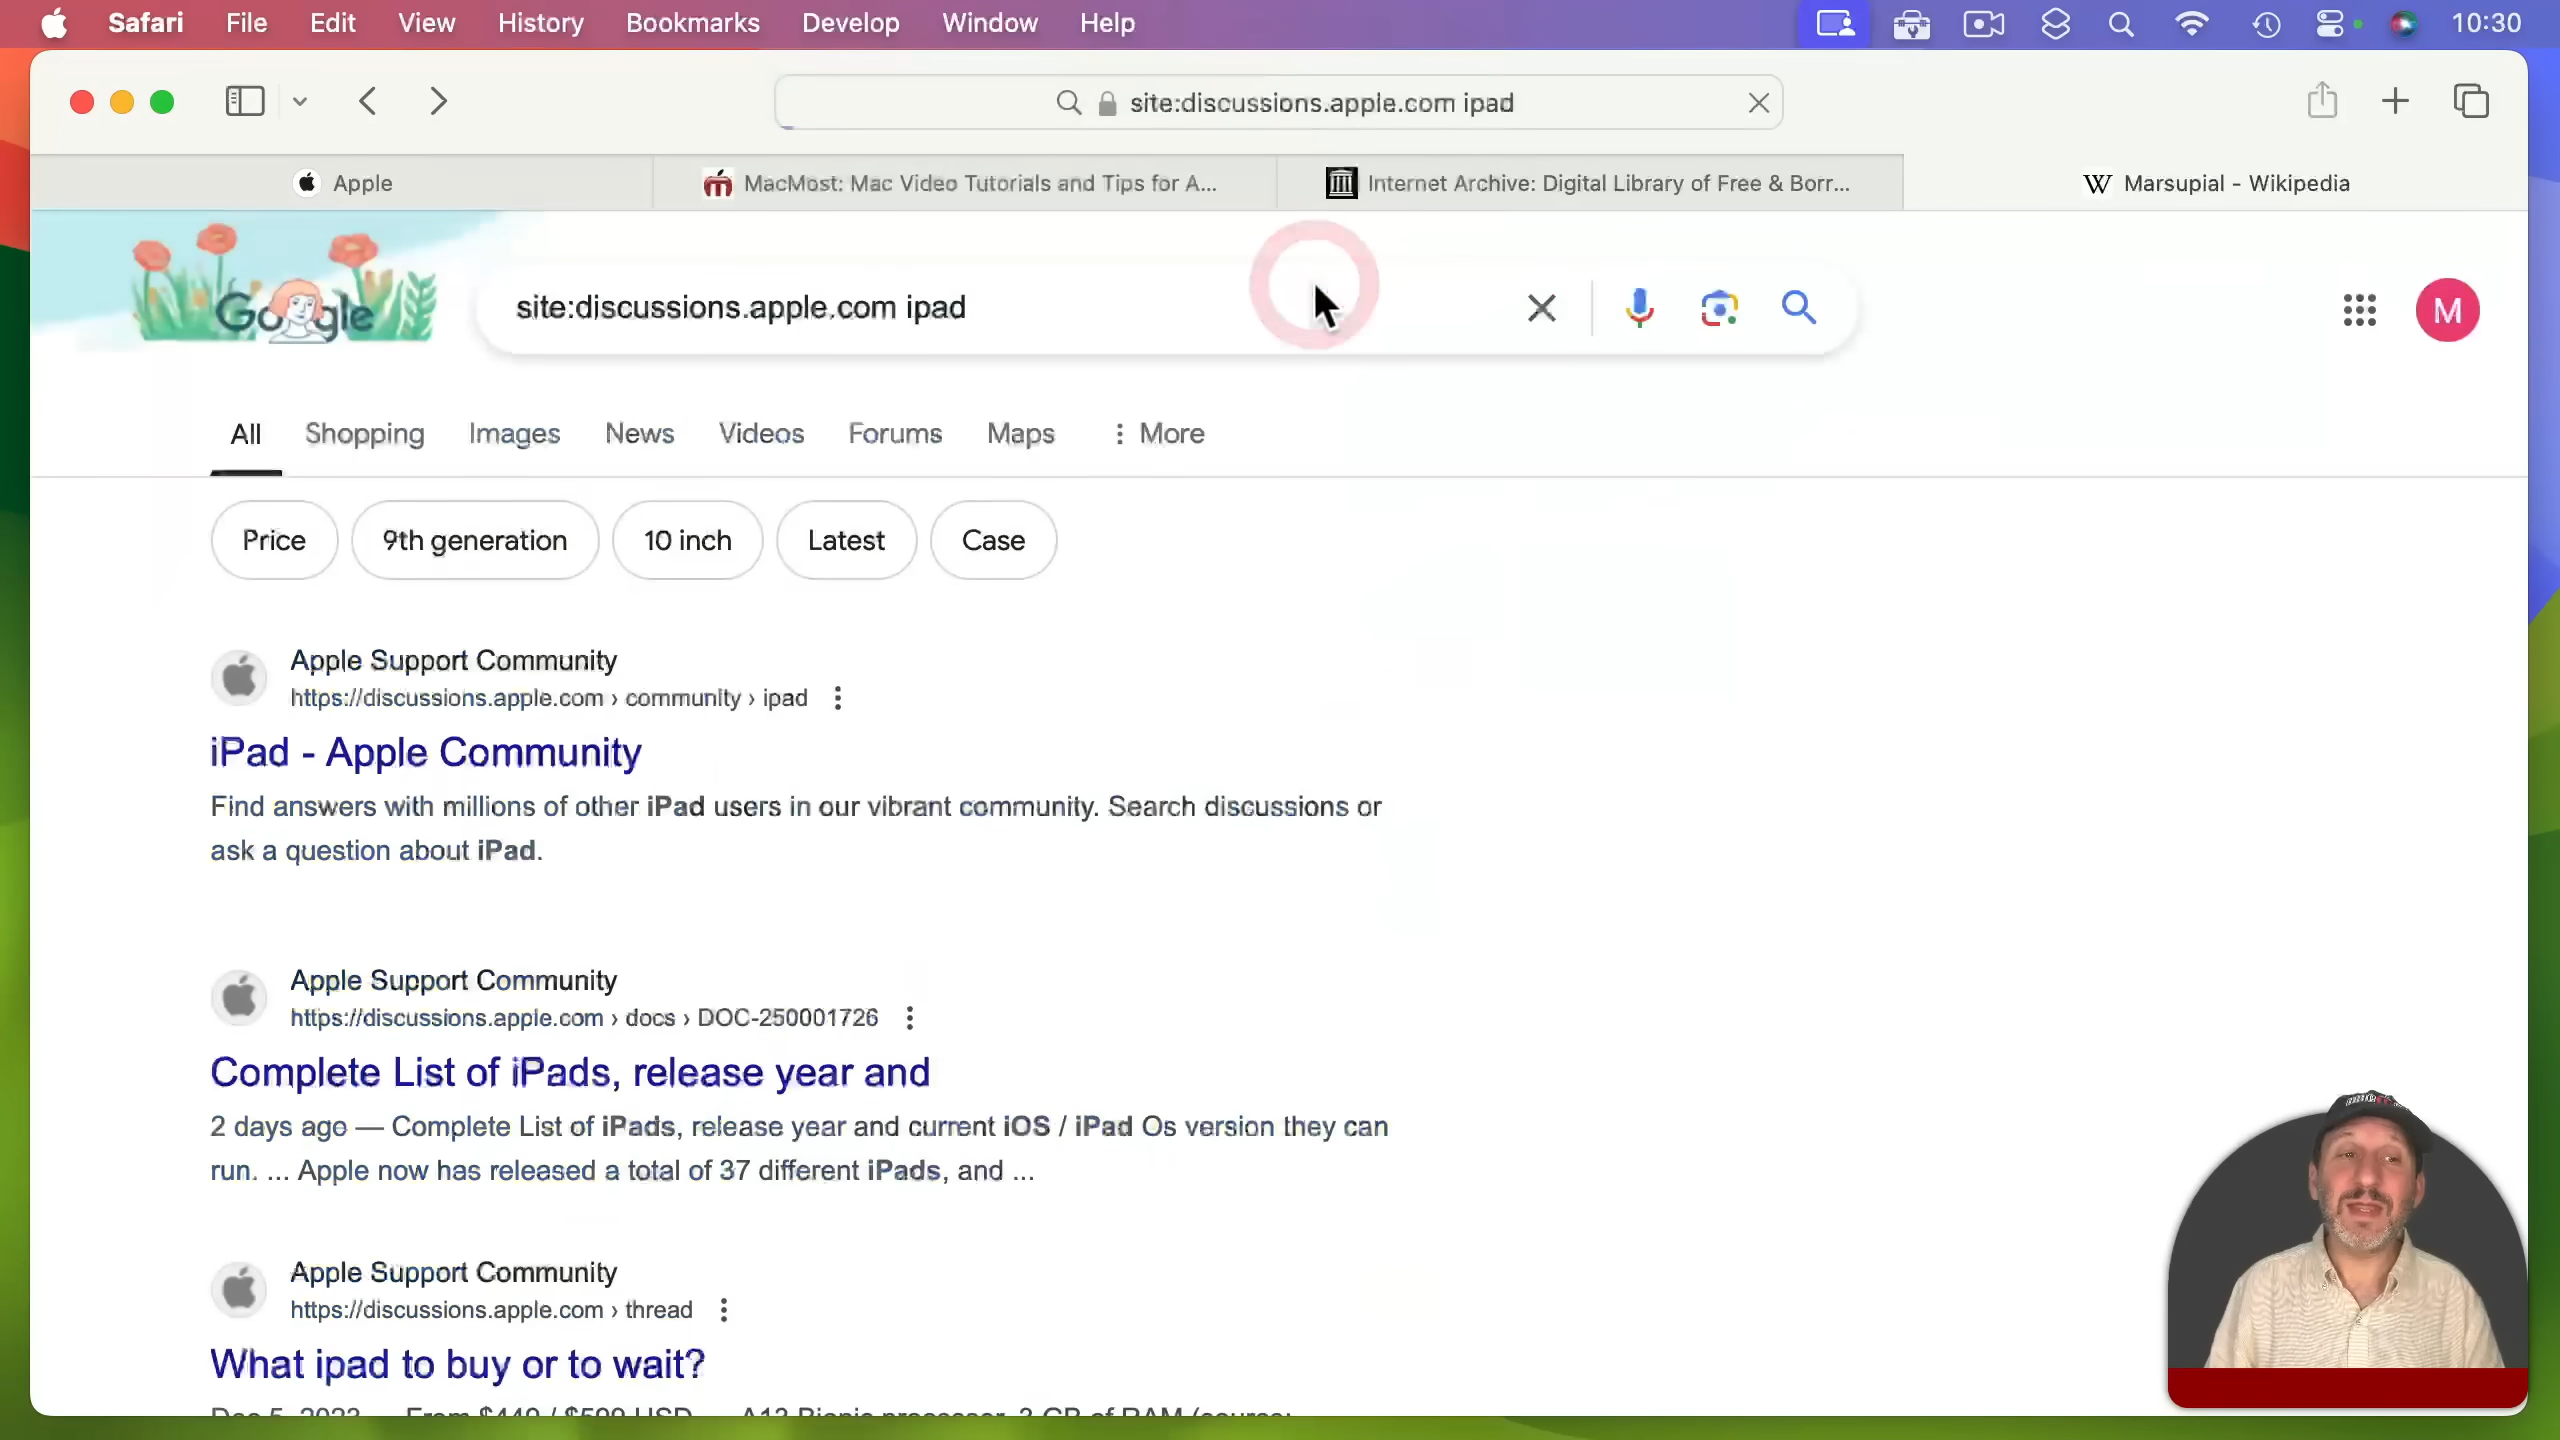 Safari File Edit View History Bookmarks Develop Window Help 10:30
site:discussions.apple.com ipad
Apple
MacMost: Mac Video Tutorials and Tips for A...
Internet Archive: Digital Library of Free & Borr...
Marsupial - Wikipedia
Google
site:discussions.apple.com ipad
M
All Shopping Images News Videos Forums Maps More
Price 9th generation 10 inch Latest Case
Apple Support Community
https://discussions.apple.com › community › ipad
iPad - Apple Community
Find answers with millions of other iPad users in our vibrant community. Search discussions or
ask a question about iPad.
Apple Support Community
https://discussions.apple.com › docs › DOC-250001726
Complete List of iPads, release year and
2 days ago — Complete List of iPads, release year and current iOS / iPad Os version they can
run. ... Apple now has released a total of 37 different iPads, and ...
Apple Support Community
https://discussions.apple.com › thread
What ipad to buy or to wait?
Dec 5, 2023 — From $449 / $599 USD. ... A13 Bionic processor, 3 GB of RAM (source: